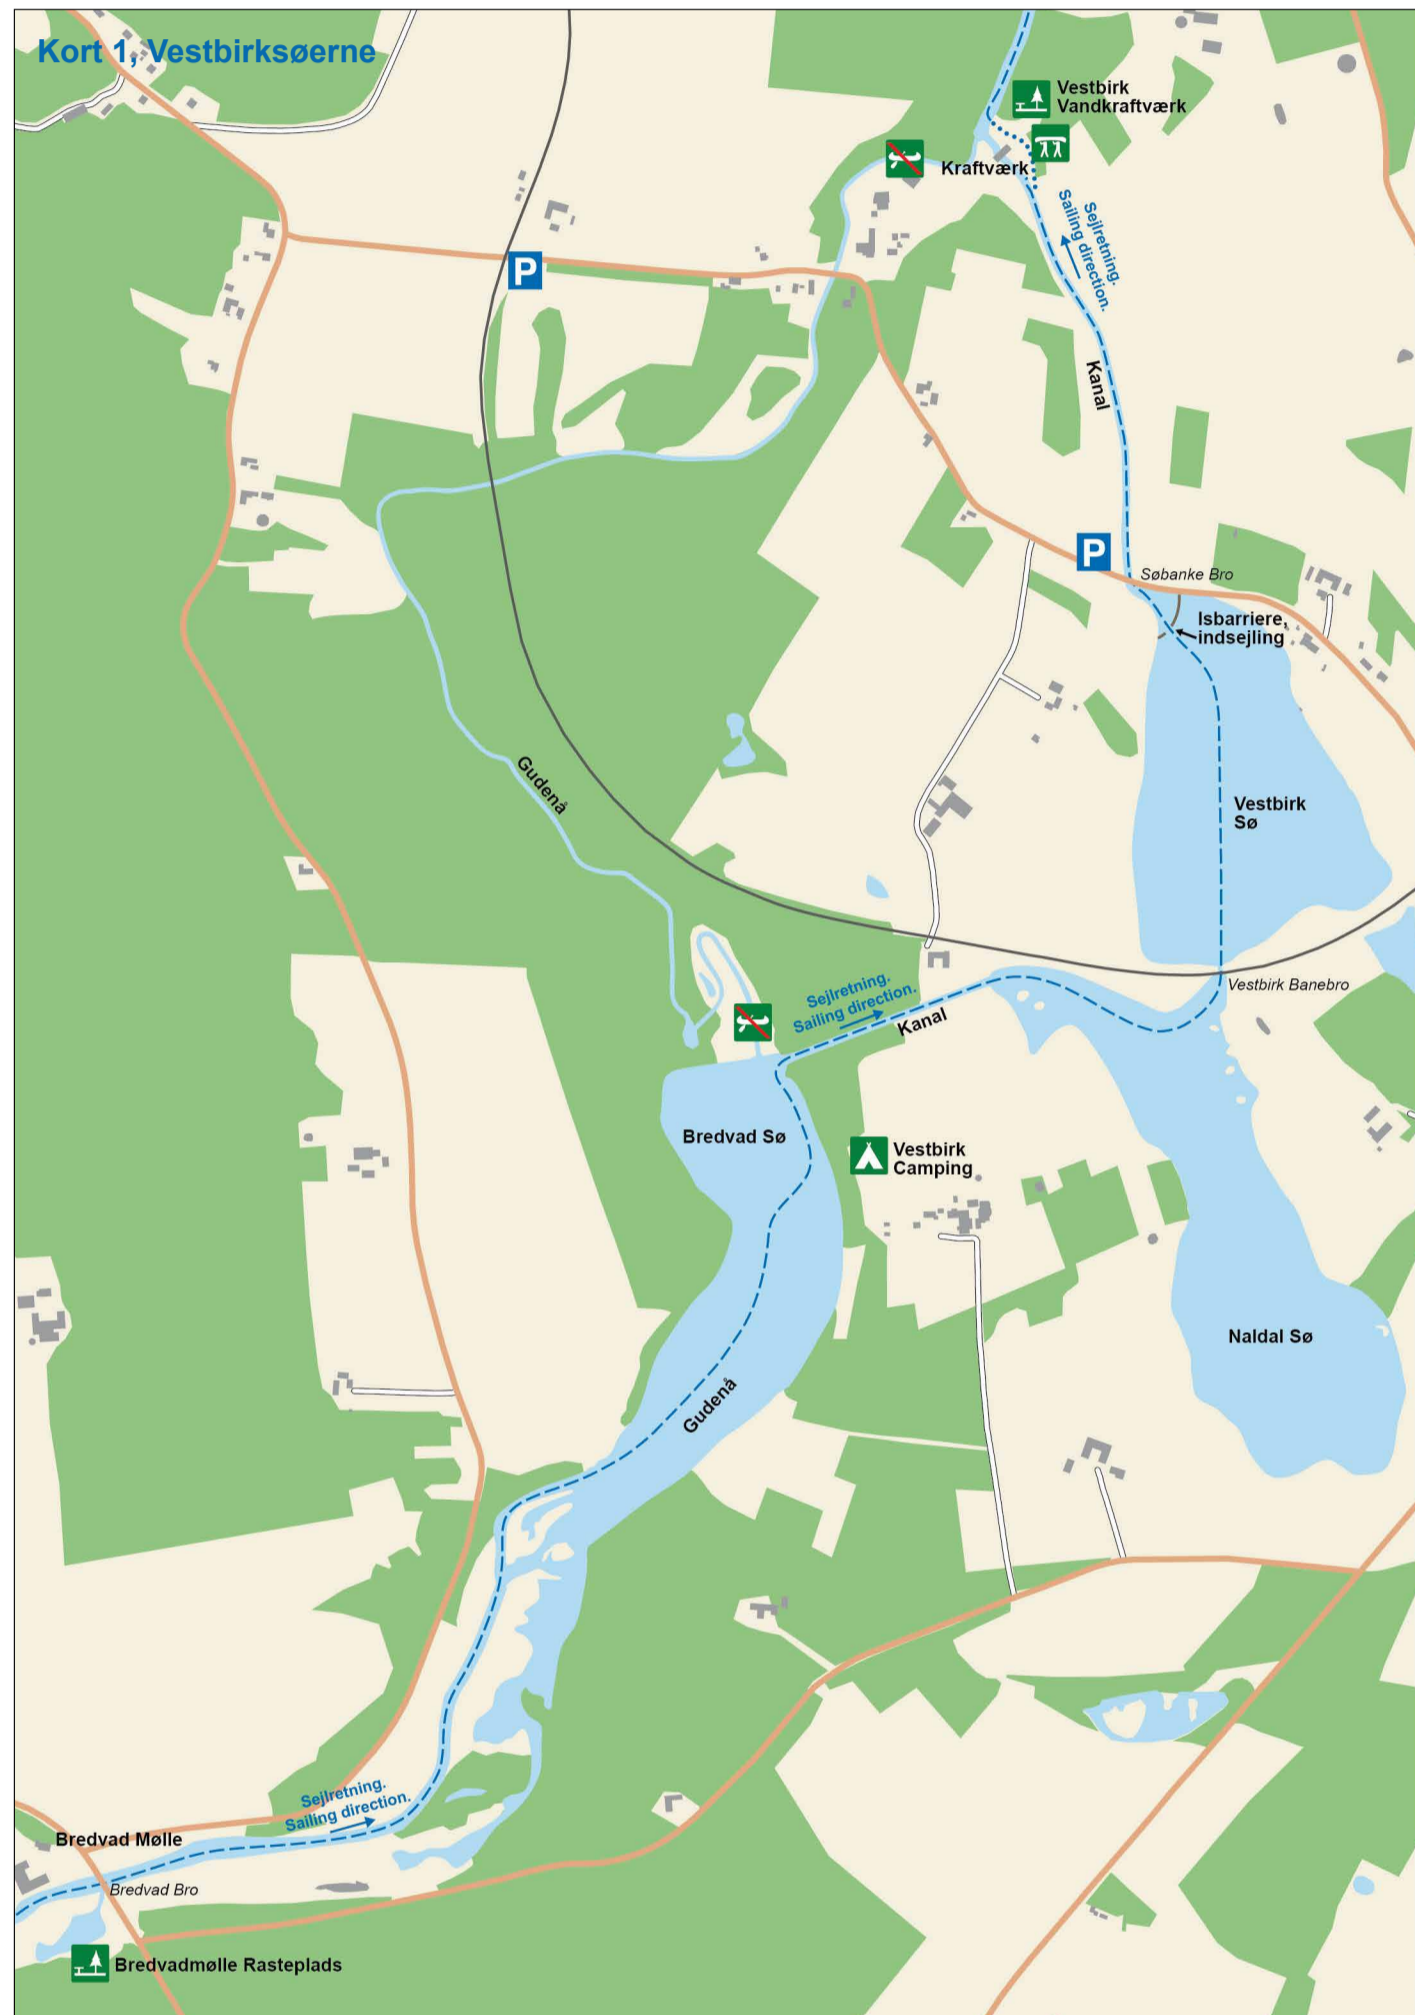 Kort 1, Vestbirksøerne
Vestbirk
Vandkraftværk
Kraftværk
Sejlretning.
Sailing direction.
P
Kanal
P
Søbanke Bro
Isbarriere,
indsejling
Gudenå
Vestbirk
Sø
Sejlretning.
Sailing direction.
Kanal
Vestbirk Banebro
Bredvad Sø
Vestbirk
Camping
Naldal Sø
Gudenå
Sejlretning.
Sailing direction.
Bredvad Mølle
Bredvad Bro
Bredvadmølle Rasteplads